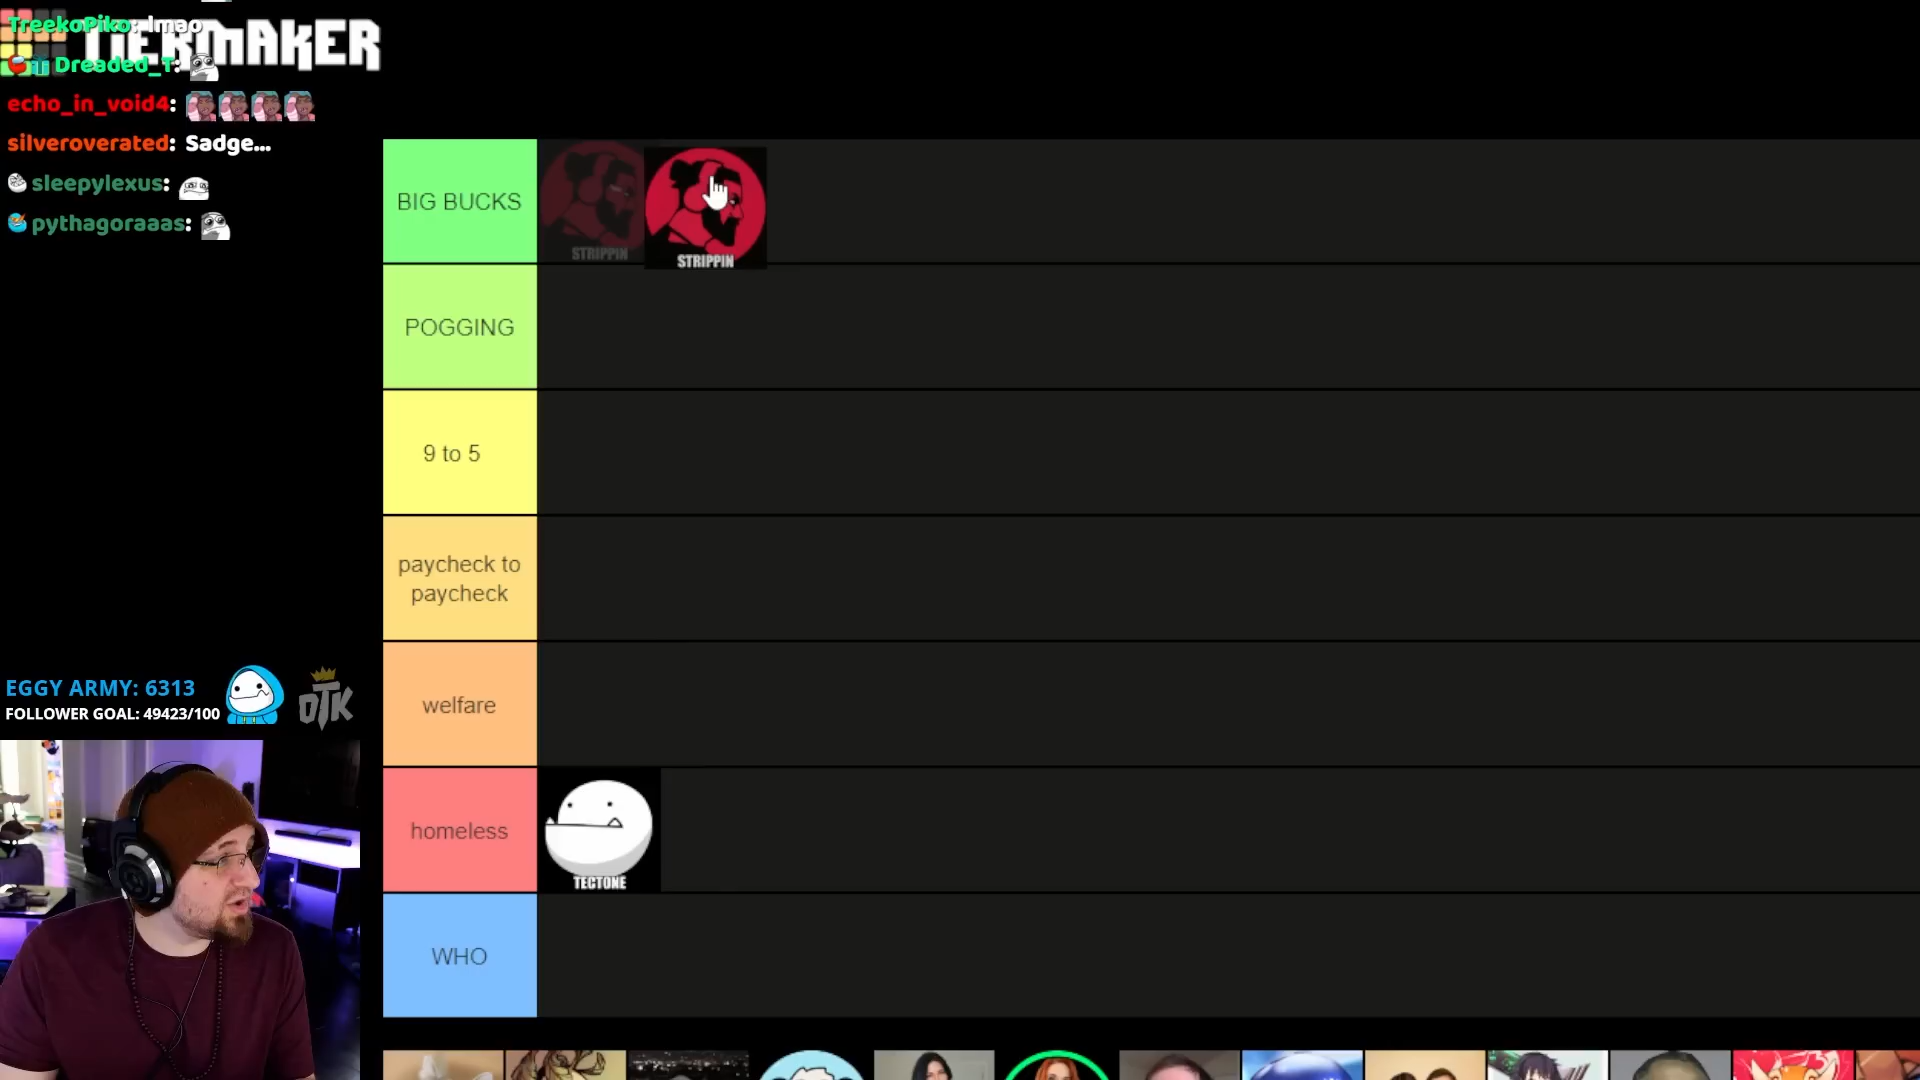 TIERMAKER
TreekoPiko: lmao
Dreaded_T:
echo_in_void4:
silveroverated: Sadge...
sleepylexus:
pythagoraaas:
BIG BUCKS
STRIPPIN
STRIPPIN
POGGING
9 to 5
paycheck to
paycheck
welfare
homeless
TECTONE
WHO
EGGY ARMY: 6313
FOLLOWER GOAL: 49423/100
OTK